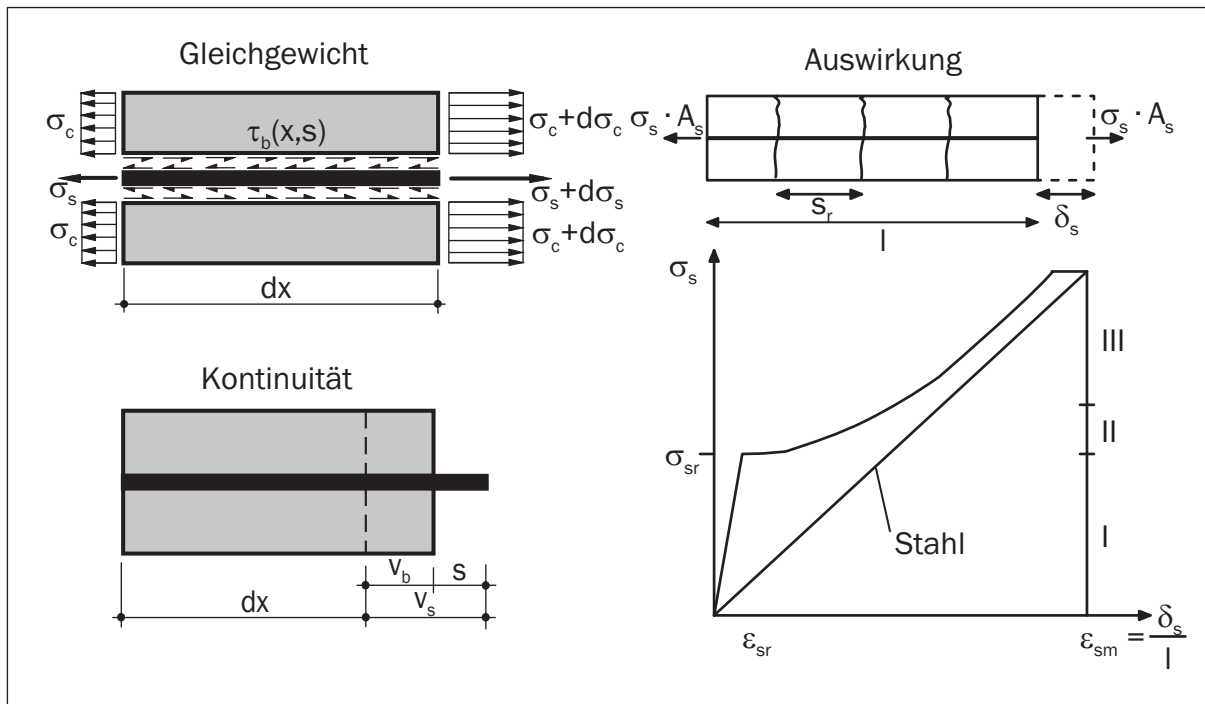 Gleichgewicht
σc
τb(x,s)
σc+dσc
σs
σs+dσs
σc
σc+dσc
dx
Kontinuität
vb
s
dx
vs
Auswirkung
σs · As
σs · As
sr
δs
l
σs
III
II
σsr
Stahl
I
εsr
εsm = δs
l